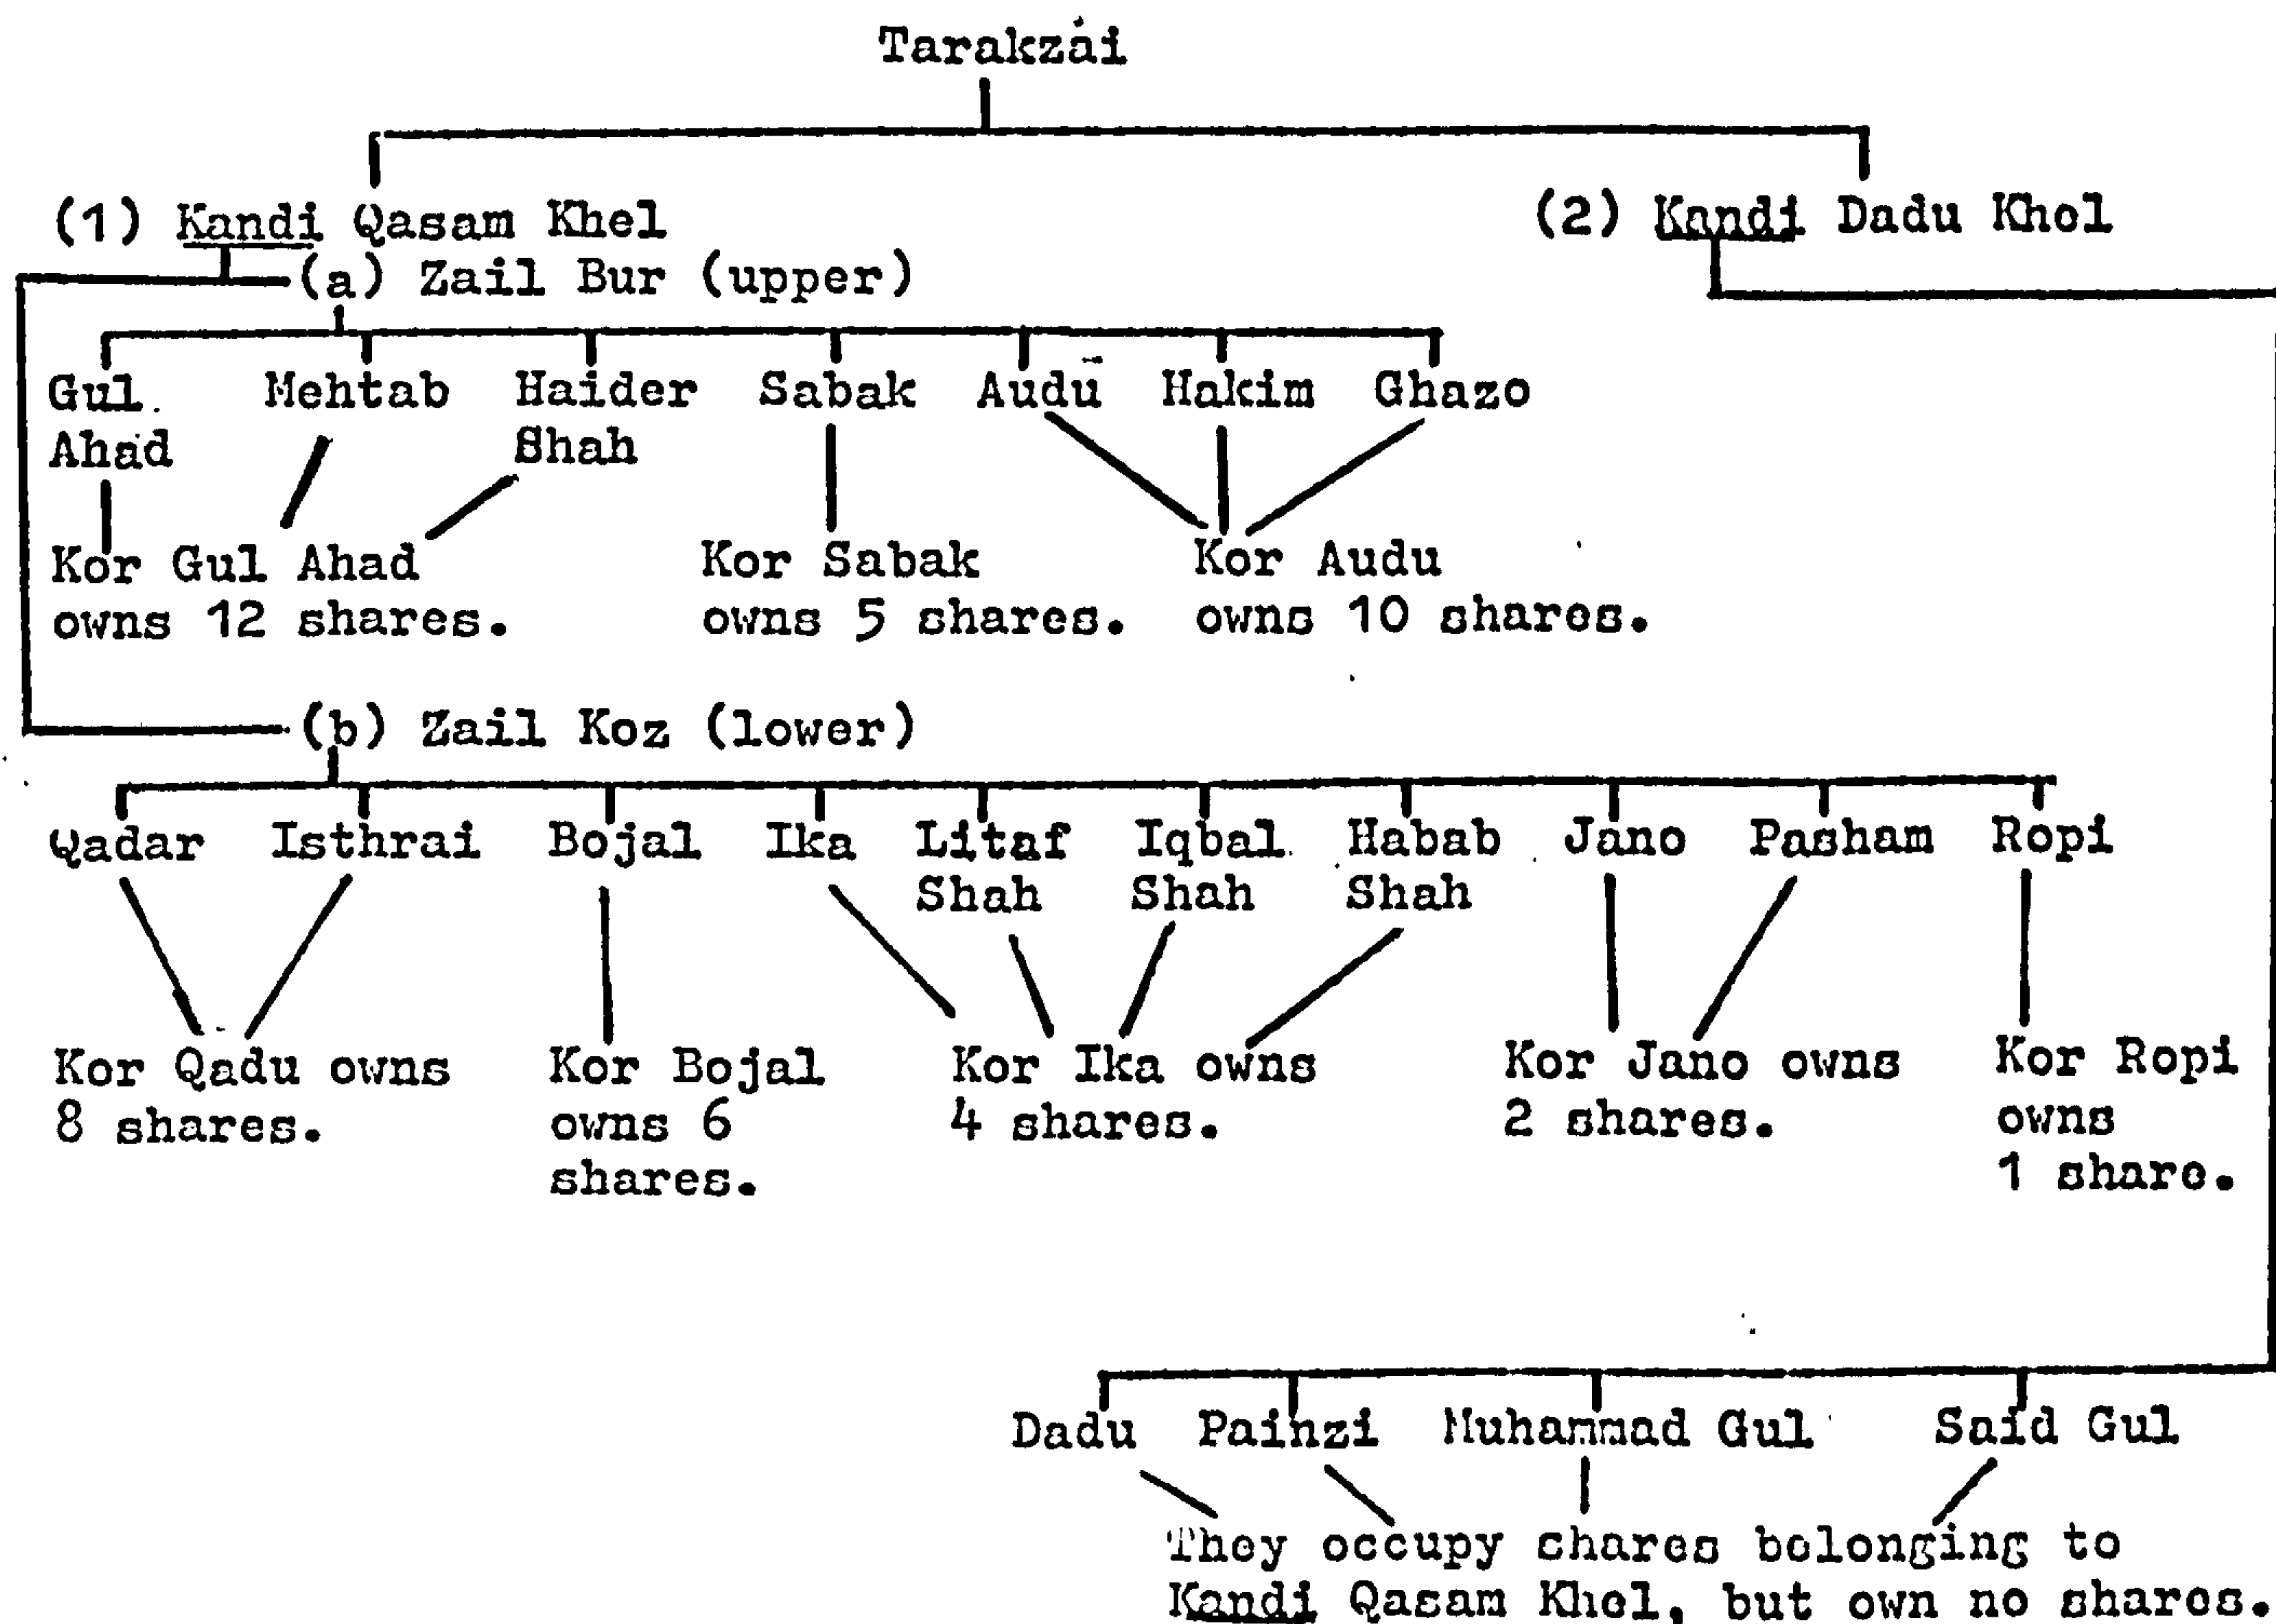 Tarakzai
(1) Kandi Qasam Khel
(2) Kandi Dadu Khel
(a) Zail Bur (upper)
Gul Ahad
Mehtab
Haider Shah
Sabak
Audu
Hakim
Ghazo
Kor Gul Ahad
owns 12 shares.
Kor Sabak
owns 5 shares.
Kor Audu
owns 10 shares.
(b) Zail Koz (lower)
Qadar
Isthrai
Bojal
Ika
Litaf Shah
Iqbal Shah
Habab Shah
Jano
Pasham
Ropi
Kor Qadu owns
8 shares.
Kor Bojal
owns 6
shares.
Kor Ika owns
4 shares.
Kor Jano owns
2 shares.
Kor Ropi
owns
1 share.
Dadu
Painzi
Muhammad Gul
Said Gul
They occupy shares belonging to
Kandi Qasam Khel, but own no shares.